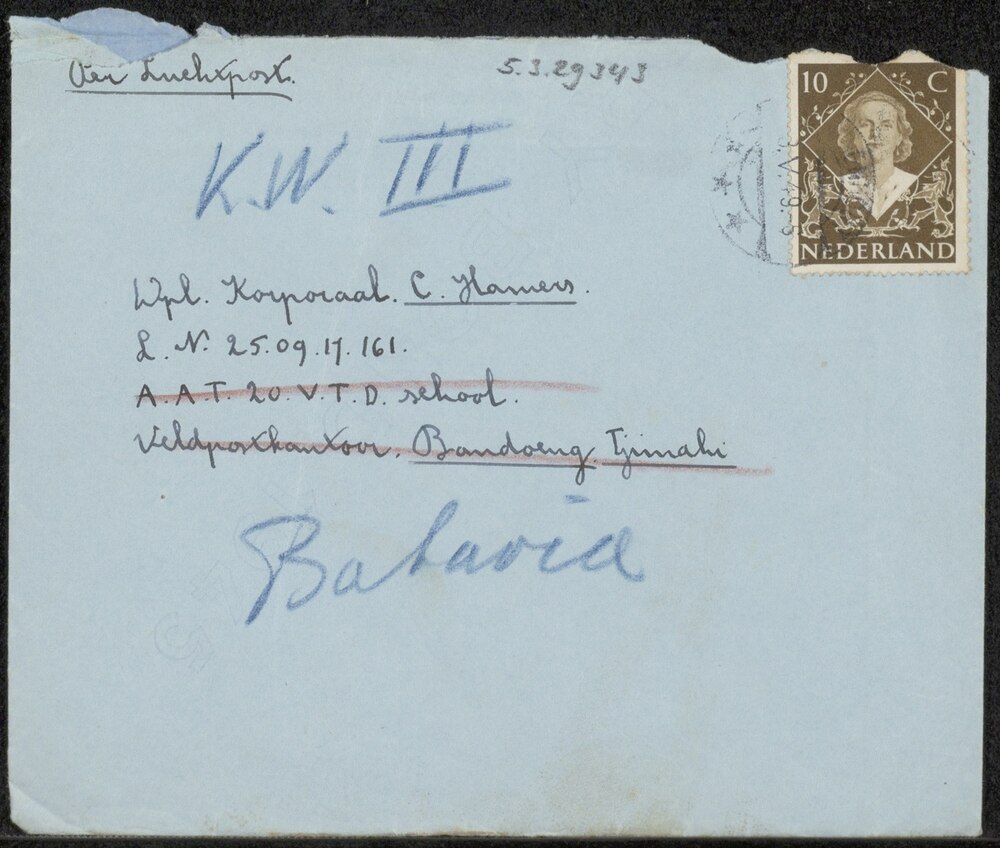 Per Luchtpost.
5.3.29343
10 C
NEDERLAND
K.W. III
Wpl. Korporaal. C. Hamers.
L. N. 25.09.17.161.
A.A.T. 20. V.T.D. school.
Veldpostkantoor. Bandoeng. Tjimahi
Batavia